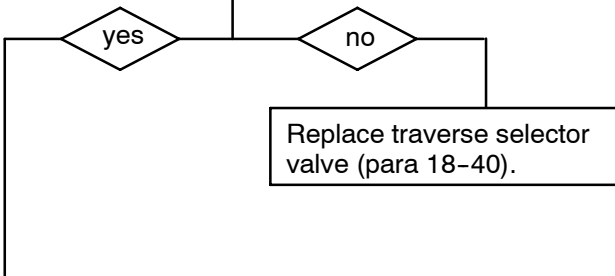 yes
no
Replace traverse selector
valve (para 18-40).